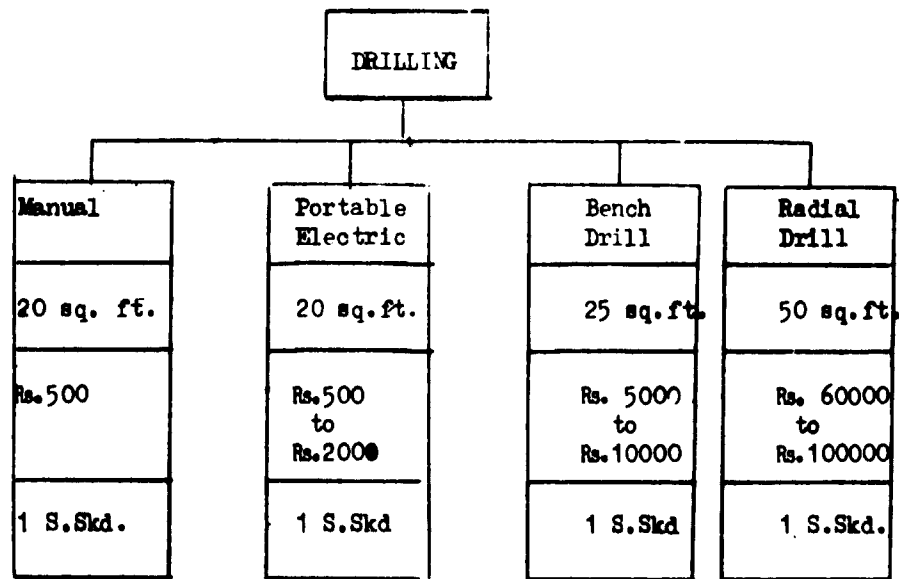 DRILLING
Manual
20 sq. ft.
Rs.500
1 S.Skd.
Portable
Electric
20 sq.ft.
Rs.500
to
Rs.2000
1 S.Skd
Bench
Drill
25 sq.ft.
Rs. 5000
to
Rs.10000
1 S.Skd
Radial
Drill
50 sq.ft.
Rs. 60000
to
Rs.100000
1 S.Skd.